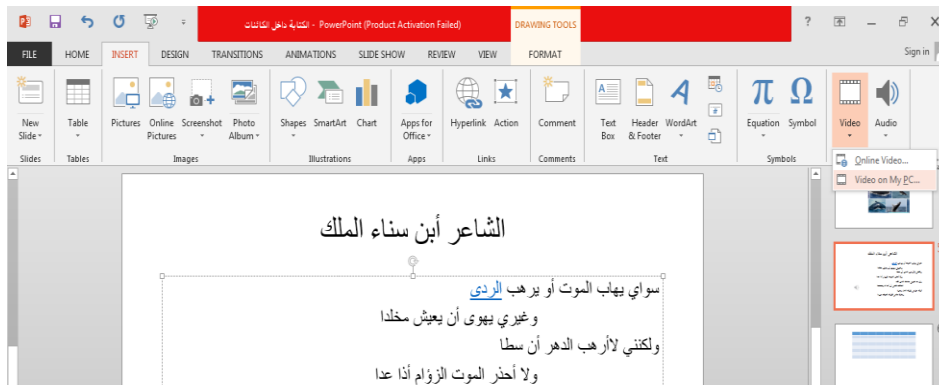 الكتابة داخل الكائنات - PowerPoint (Product Activation Failed)
DRAWING TOOLS
?
FILE HOME INSERT DESIGN TRANSITIONS ANIMATIONS SLIDE SHOW REVIEW VIEW FORMAT Sign in
New Slide
Table
Pictures
Online Pictures
Screenshot
Photo Album
Shapes
SmartArt
Chart
Apps for Office
Hyperlink
Action
Comment
Text Box
Header & Footer
WordArt
Equation
Symbol
Video
Audio
Slides Tables Images Illustrations Apps Links Comments Text Symbols
Online Video...
Video on My PC...
الشاعر أبن سناء الملك
سواي يهاب الموت أو يرهب الردي
وغيري يهوى أن يعيش مخلدا
ولكنني لاأرهب الدهر أن سطا
ولا أحذر الموت الزؤام أذا عدا